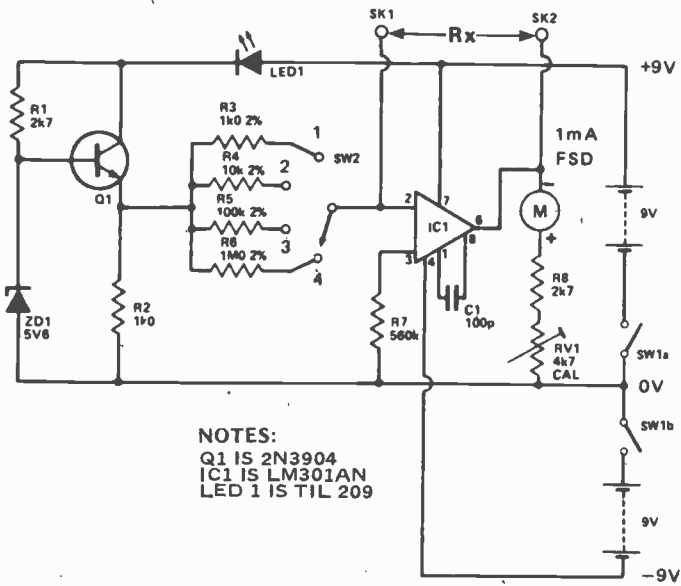 SK1
Rx
SK2
+9V
LED1
R1
2k7
R3
1k0 2%
1
SW2
R4
10k 2%
2
R5
100k 2%
3
R6
1M0 2%
4
Q1
1mA
FSD
2
7
IC1
6
8
3
4
1
-
M
+
9V
ZD1
5V6
R2
1k0
R7
560k
C1
100p
R8
2k7
RV1
4k7
CAL
SW1a
0V
SW1b
NOTES:
Q1 IS 2N3904
IC1 IS LM301AN
LED 1 IS TIL 209
9V
-9V